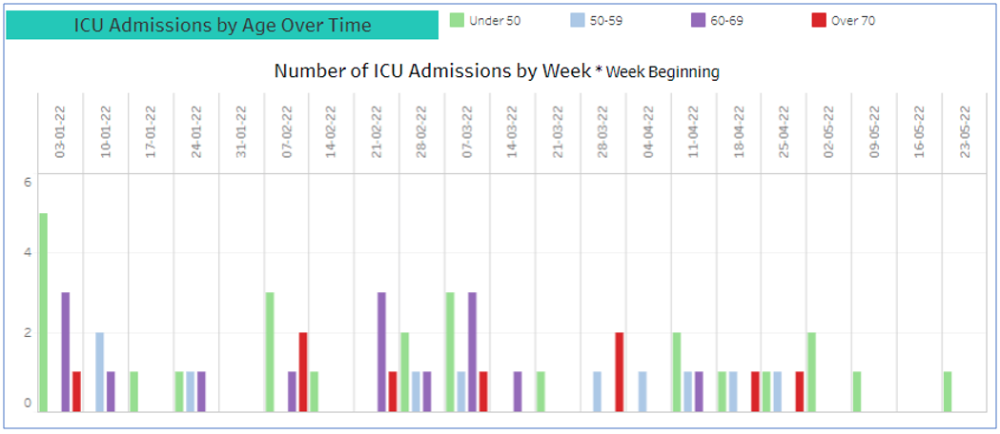 ICU Admissions by Age Over Time
Under 50 50-59 60-69 Over 70
Number of ICU Admissions by Week * Week Beginning
03-01-22 10-01-22 17-01-22 24-01-22 31-01-22 07-02-22 14-02-22 21-02-22 28-02-22 07-03-22 14-03-22 21-03-22 28-03-22 04-04-22 11-04-22 18-04-22 25-04-22 02-05-22 09-05-22 16-05-22 23-05-22
6
4
2
0